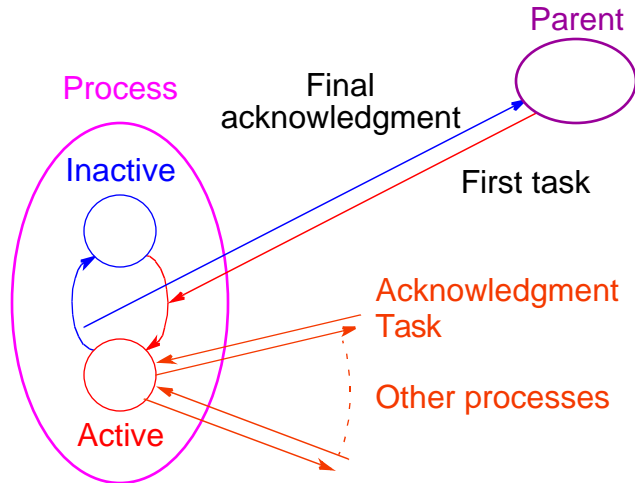 Parent
Process
Final
acknowledgment
Inactive
First task
Acknowledgment
Task
Other processes
Active